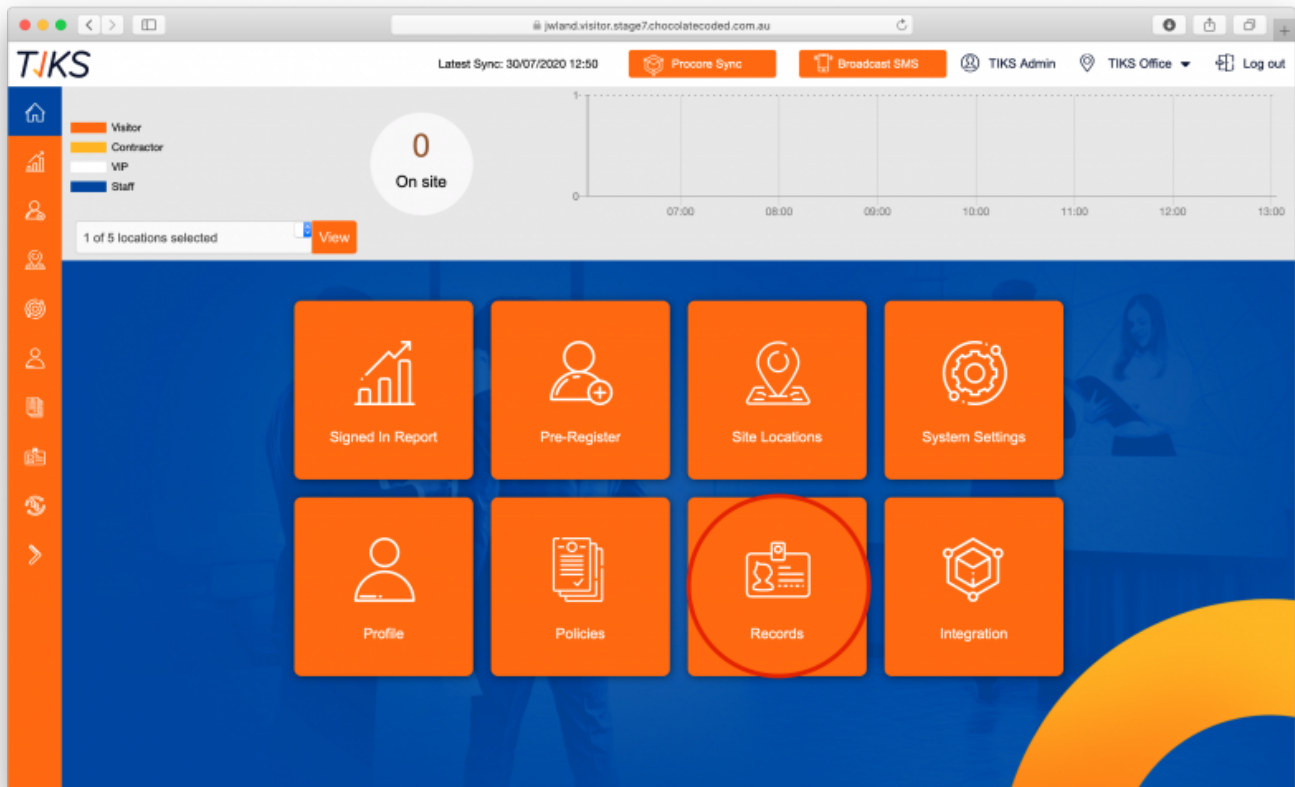 jwland.visitor.stage7.chocolatecoded.com.au
TIKS
Latest Sync: 30/07/2020 12:50
Procore Sync
Broadcast SMS
TIKS Admin
TIKS Office
Log out
Visitor
Contractor
VIP
Staff
0
On site
1
0
07:00 08:00 09:00 10:00 11:00 12:00 13:00
1 of 5 locations selected
View
Signed In Report
Pre-Register
Site Locations
System Settings
Profile
Policies
Records
Integration